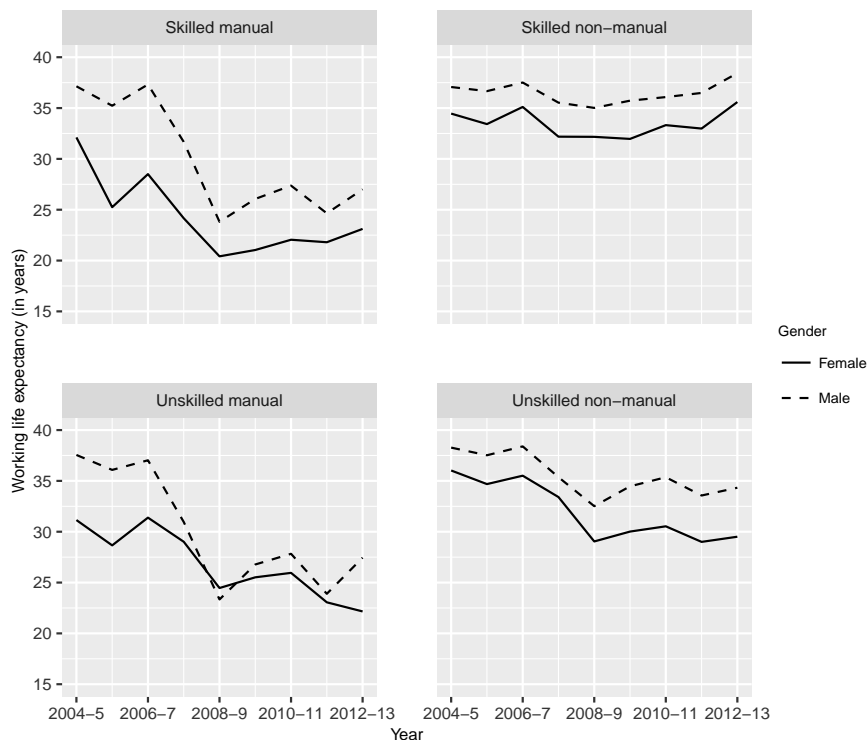 Skilled manual
Skilled non−manual
40
35
30
25
20
15
Working life expectancy (in years)
Gender
Female
Male
Unskilled manual
Unskilled non−manual
40
35
30
25
20
15
2004−5 2006−7 2008−9 2010−11 2012−13
2004−5 2006−7 2008−9 2010−11 2012−13
Year